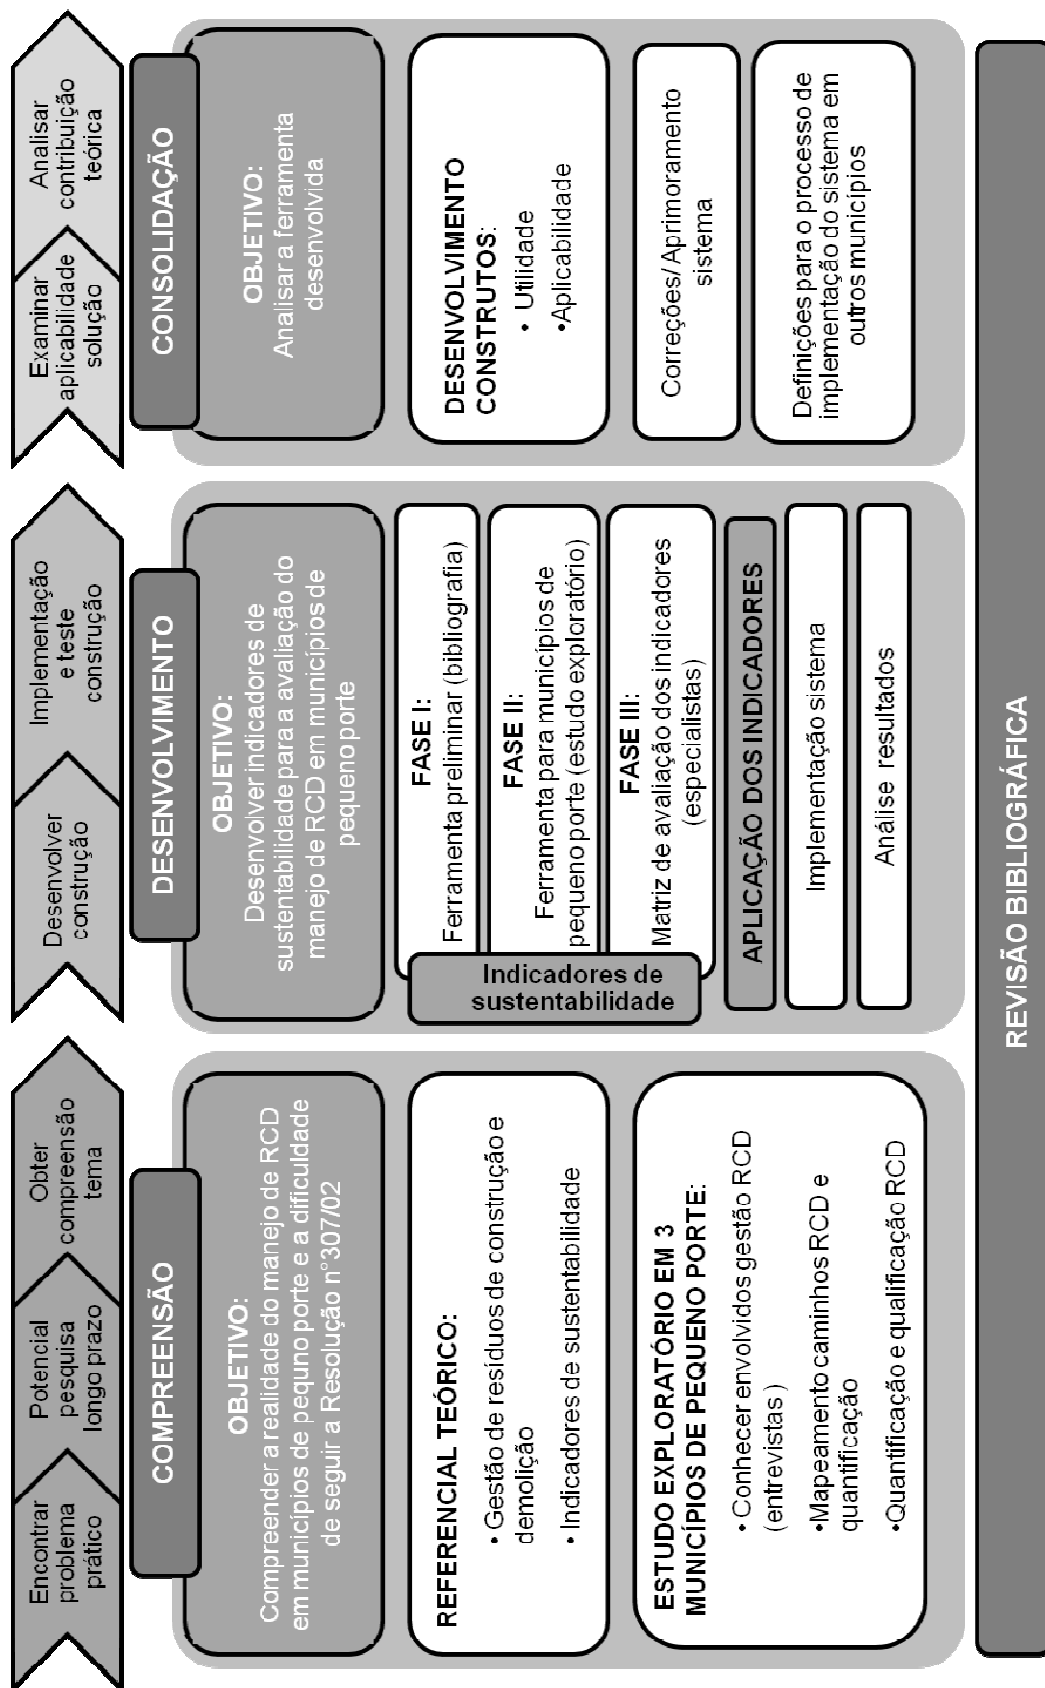 Encontrar
problema
prático
Potencial
pesquisa
longo prazo
Obter
compreensão
tema
Desenvolver
construção
Implementação
e teste
construção
Examinar
aplicabilidade
solução
Analisar
contribuição
teórica
COMPREENSÃO
OBJETIVO:
Compreender a realidade do manejo de RCD
em municípios de pequno porte e a dificuldade
de seguir a Resolução n°307/02
REFERENCIAL TEÓRICO:
• Gestão de resíduos de construção e
demolição
• Indicadores de sustentabilidade
ESTUDO EXPLORATÓRIO EM 3
MUNICÍPIOS DE PEQUENO PORTE:
• Conhecer envolvidos gestão RCD
(entrevistas )
•Mapeamento caminhos RCD e
quantificação
•Quantificação e qualificação RCD
DESENVOLVIMENTO
OBJETIVO:
Desenvolver indicadores de
sustentabilidade para a avaliação do
manejo de RCD em municípios de
pequeno porte
FASE I:
Ferramenta preliminar (bibliografia)
FASE II:
Ferramenta para municípios de
pequeno porte (estudo exploratório)
FASE III:
Matriz de avaliação dos indicadores
(especialistas)
Indicadores de
sustentabilidade
APLICAÇÃO DOS INDICADORES
Implementação sistema
Análise resultados
CONSOLIDAÇÃO
OBJETIVO:
Analisar a ferramenta
desenvolvida
DESENVOLVIMENTO
CONSTRUTOS:
• Utilidade
•Aplicabilidade
Correções/Aprimoramento
sistema
Definições para o processo de
implementação do sistema em
outros municípios
REVISÃO BIBLIOGRÁFICA